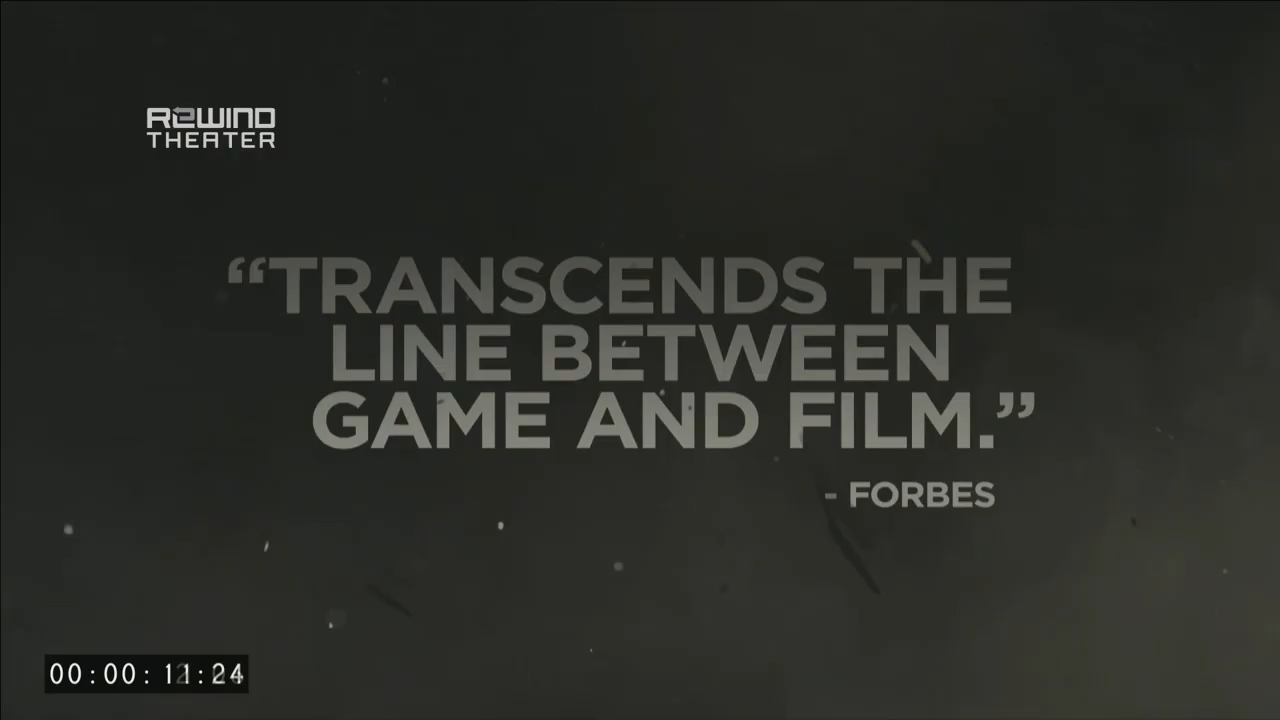 REWIND
THEATER
“TRANSCENDS THE
LINE BETWEEN
GAME AND FILM.”
- FORBES
00:00:11:24